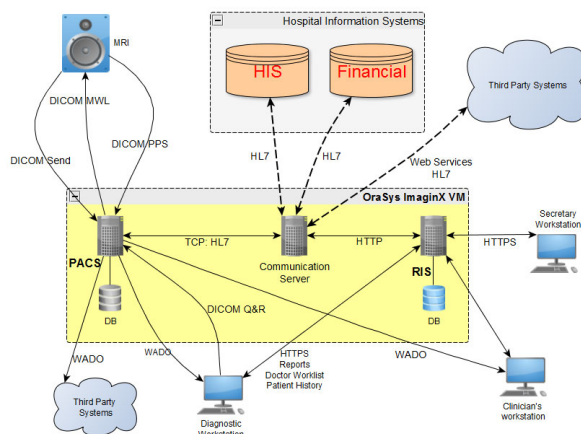 Hospital Information Systems
MRI
HIS
Financial
DICOM MWL
Third Party Systems
DICOM PPS
DICOM Send
HL7
HL7
Web Services
HL7
OraSys ImaginX VM
TCP: HL7
HTTP
HTTPS
Secretary
Workstation
PACS
Communication
Server
RIS
DB
DICOM Q&R
DB
WADO
WADO
HTTPS
Reports
Doctor Worklist
Patient History
WADO
Third Party
Systems
Diagnostic
Workstation
Clinician's
workstation